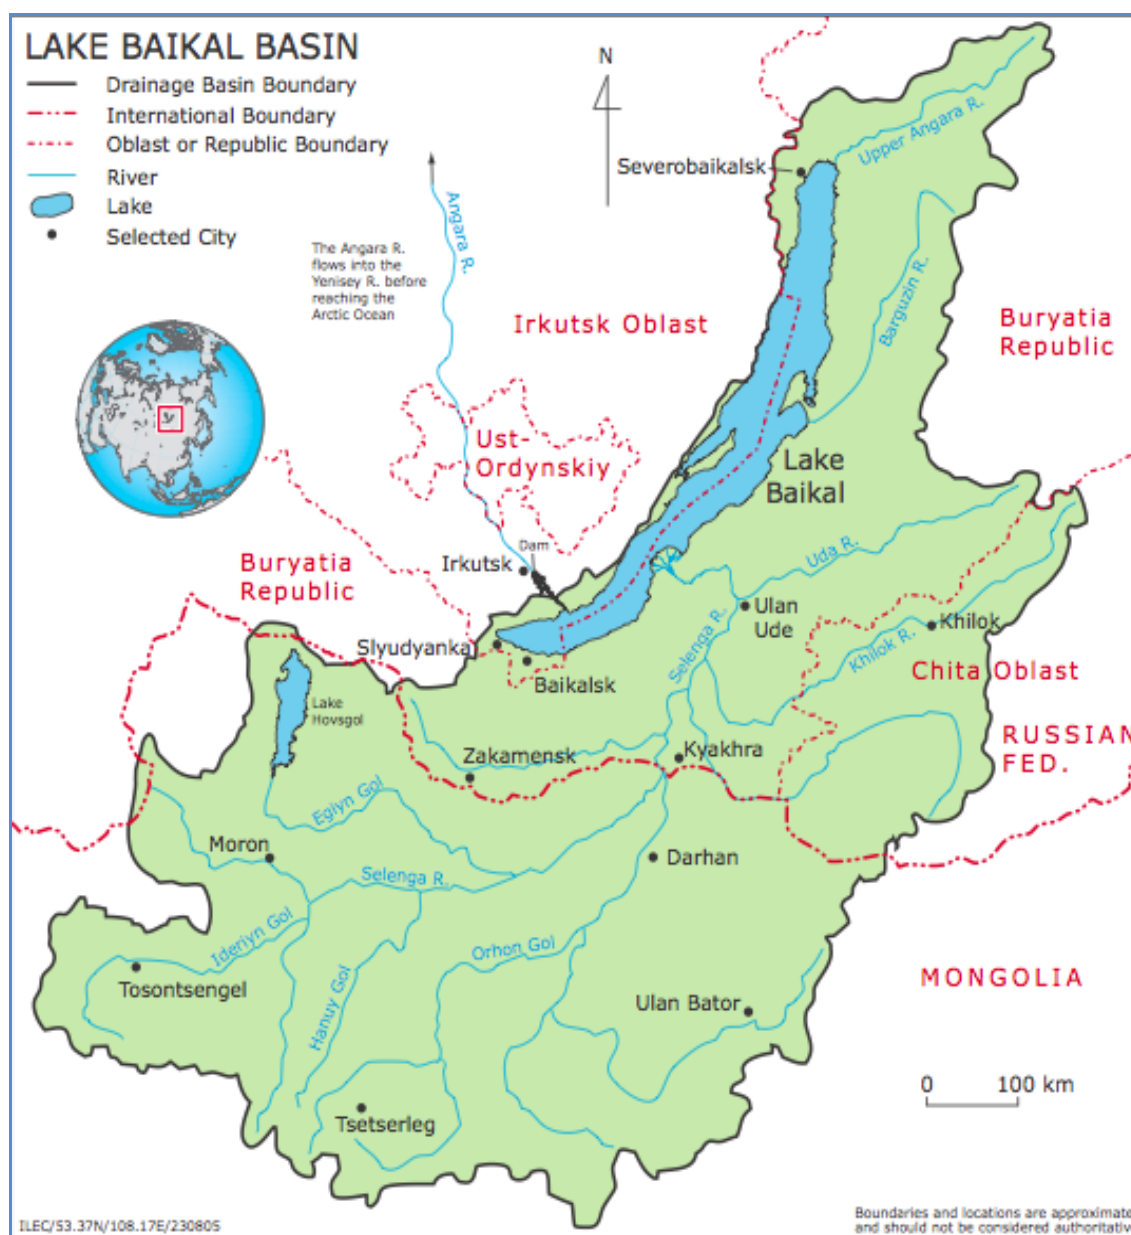 LAKE BAIKAL BASIN
Drainage Basin Boundary
International Boundary
Oblast or Republic Boundary
River
Lake
Selected City
N
The Angara R.
flows into the
Yenisey R. before
reaching the
Arctic Ocean
Angara R.
Severobaikalsk
Upper Angara R.
Barguzin R.
Irkutsk Oblast
Buryatia
Republic
Ust-
Ordynskiy
Lake
Baikal
Dam
Irkutsk
Buryatia
Republic
Uda R.
Ulan
Ude
Selenga R.
Khilok
Khilok R.
Slyudyanka
Baikalsk
Chita Oblast
Lake
Hovsgol
RUSSIAN
FED.
Zakamensk
Kyakhra
Egiyn Gol
Moron
Selenga R.
Darhan
Ideriyn Gol
Tosontsengel
Hanuy Gol
Orhon Gol
Ulan Bator
MONGOLIA
0 100 km
Tsetserleg
ILEC/53.37N/108.17E/230805
Boundaries and locations are approximate
and should not be considered authoritativ